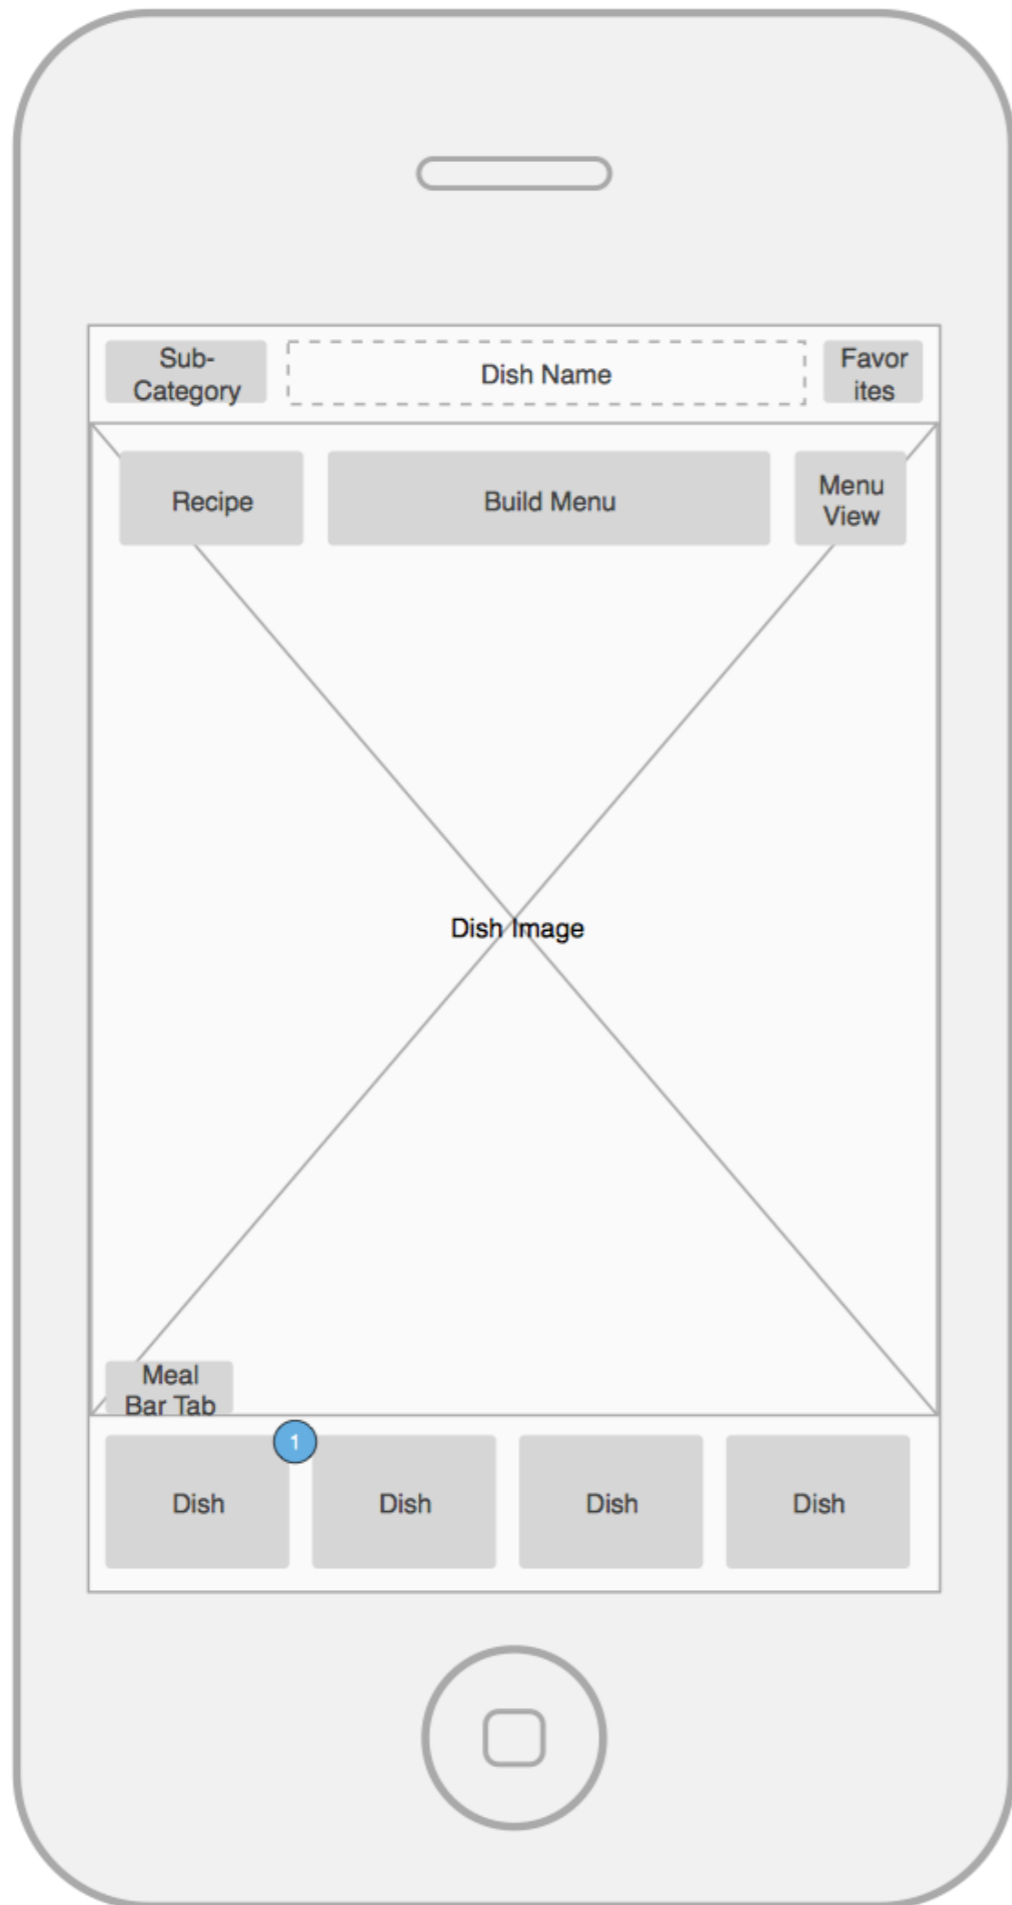 Sub-
Category
Dish Name
Favor
ites
Recipe
Build Menu
Menu
View
Dish Image
Meal
Bar Tab
1
Dish
Dish
Dish
Dish